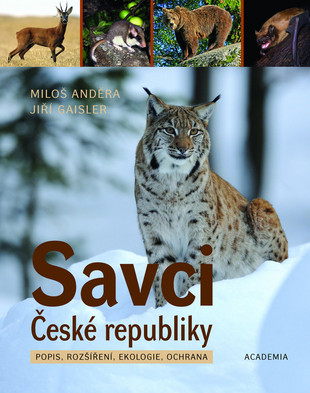 MILOŠ ANDĚRA
JIŘÍ GAISLER
Savci
České republiky
POPIS, ROZŠÍŘENÍ, EKOLOGIE, OCHRANA
ACADEMIA